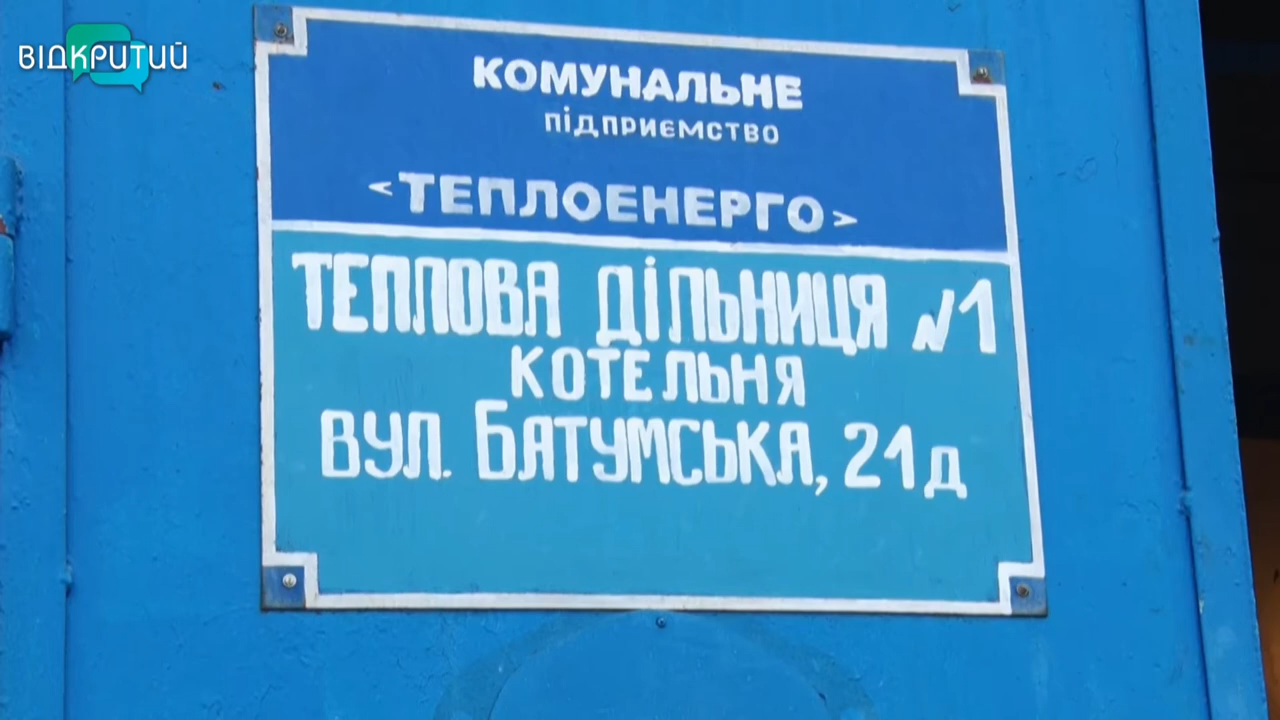 ВІДКРИТИЙ
КОМУНАЛЬНЕ
ПІДПРИЄМСТВО
<ТЕПЛОЕНЕРГО>
ТЕПЛОВА ДІЛЬНИЦЯ №1
КОТЕЛЬНЯ
ВУЛ. БАТУМСЬКА, 21д